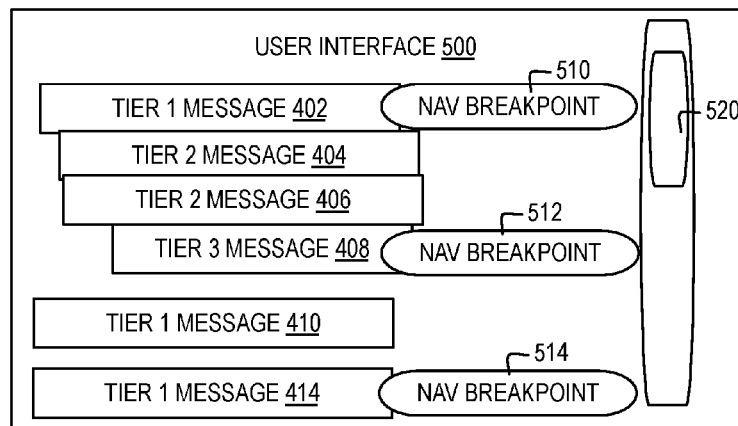 USER INTERFACE 500
510
TIER 1 MESSAGE 402 NAV BREAKPOINT
520
TIER 2 MESSAGE 404
TIER 2 MESSAGE 406
512
TIER 3 MESSAGE 408 NAV BREAKPOINT
TIER 1 MESSAGE 410
514
TIER 1 MESSAGE 414 NAV BREAKPOINT